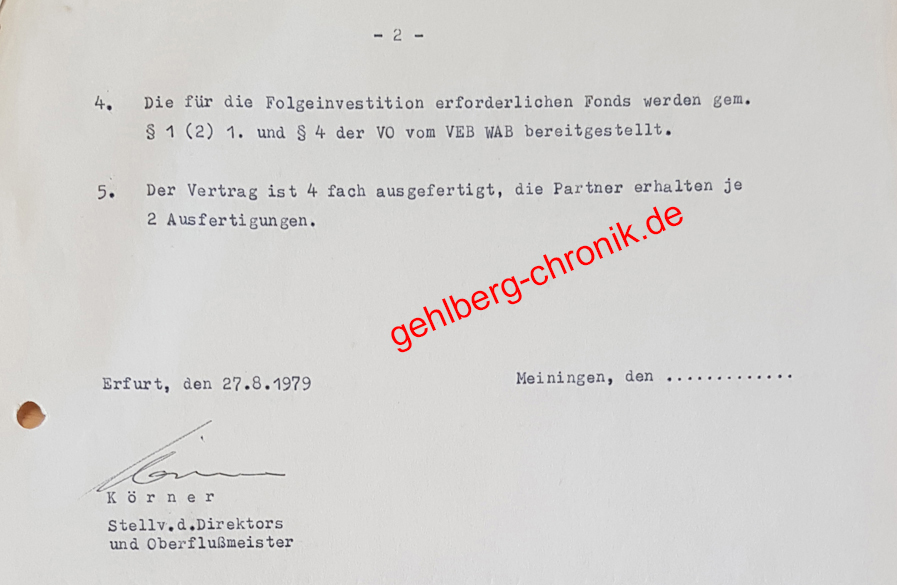 - 2 -
4. Die für die Folgeinvestition erforderlichen Fonds werden gem.
§ 1 (2) 1. und § 4 der VO vom VEB WAB bereitgestellt.
5. Der Vertrag ist 4 fach ausgefertigt, die Partner erhalten je
2 Ausfertigungen.
gehlberg-chronik.de
Erfurt, den 27.8.1979
Meiningen, den .............
K ö r n e r
Stellv.d.Direktors
und Oberflußmeister